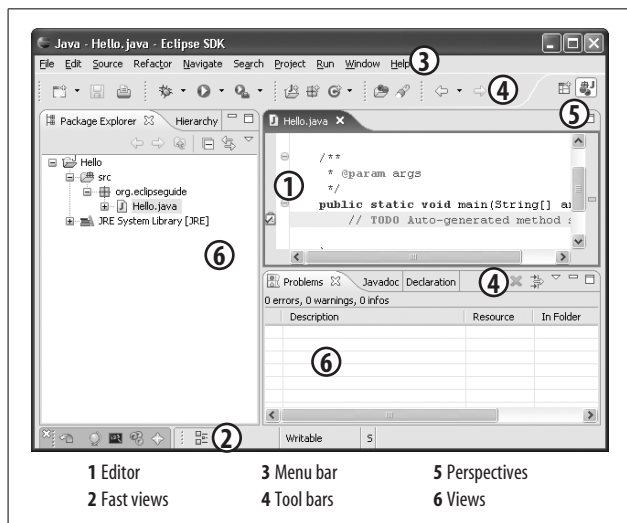 Java - Hello.java - Eclipse SDK
File Edit Source Refactor Navigate Search Project Run Window Help 3
4
5
Package Explorer Hierarchy
Hello.java
Hello
src
org.eclipseguide
Hello.java
JRE System Library [JRE]
6
1
/**
* @param args
*/
public static void main(String[] a
// TODO Auto-generated method
Problems Javadoc Declaration 4
0 errors, 0 warnings, 0 infos
Description Resource In Folder
6
2 Writable S
1 Editor 3 Menu bar 5 Perspectives
2 Fast views 4 Tool bars 6 Views